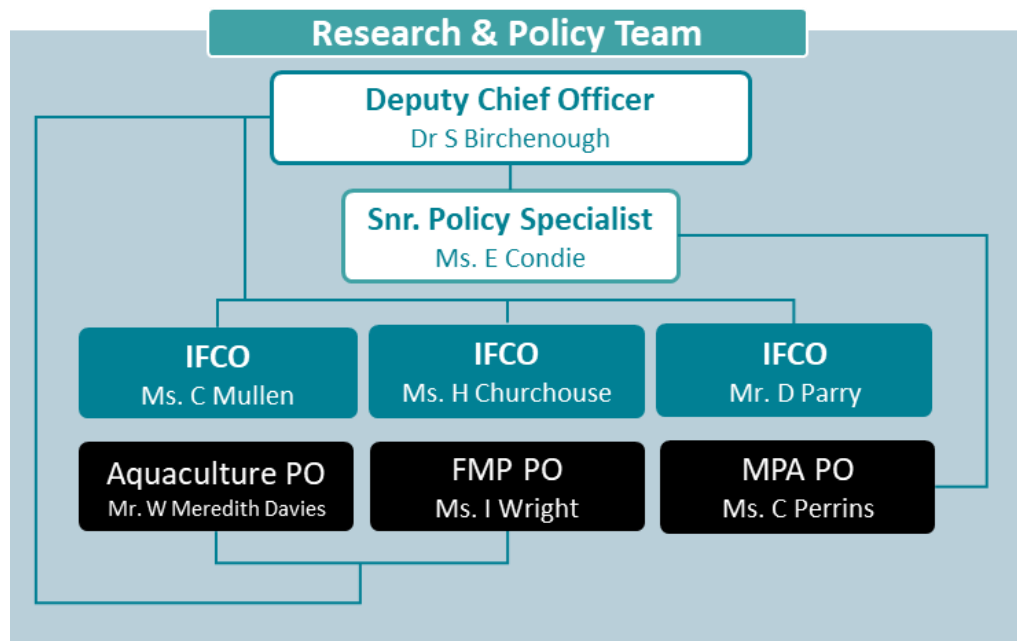 Research & Policy Team
Deputy Chief Officer
Dr S Birchenough
Snr. Policy Specialist
Ms. E Condie
IFCO
Ms. C Mullen
IFCO
Ms. H Churchouse
IFCO
Mr. D Parry
Aquaculture PO
Mr. W Meredith Davies
FMP PO
Ms. I Wright
MPA PO
Ms. C Perrins